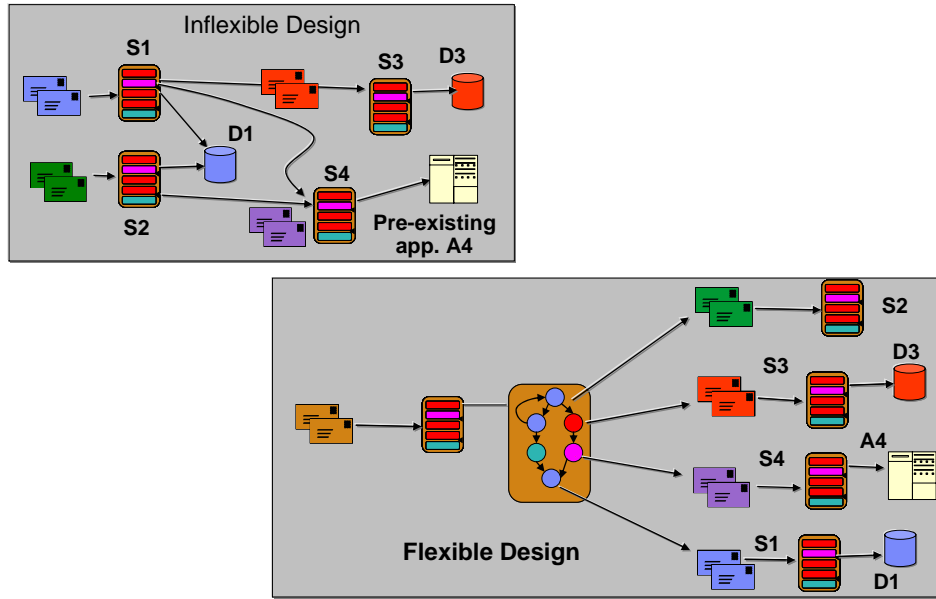 Inflexible Design
S1
S3
D3
D1
S4
S2
Pre-existing
app. A4
S2
S3
D3
S4
A4
Flexible Design
S1
D1